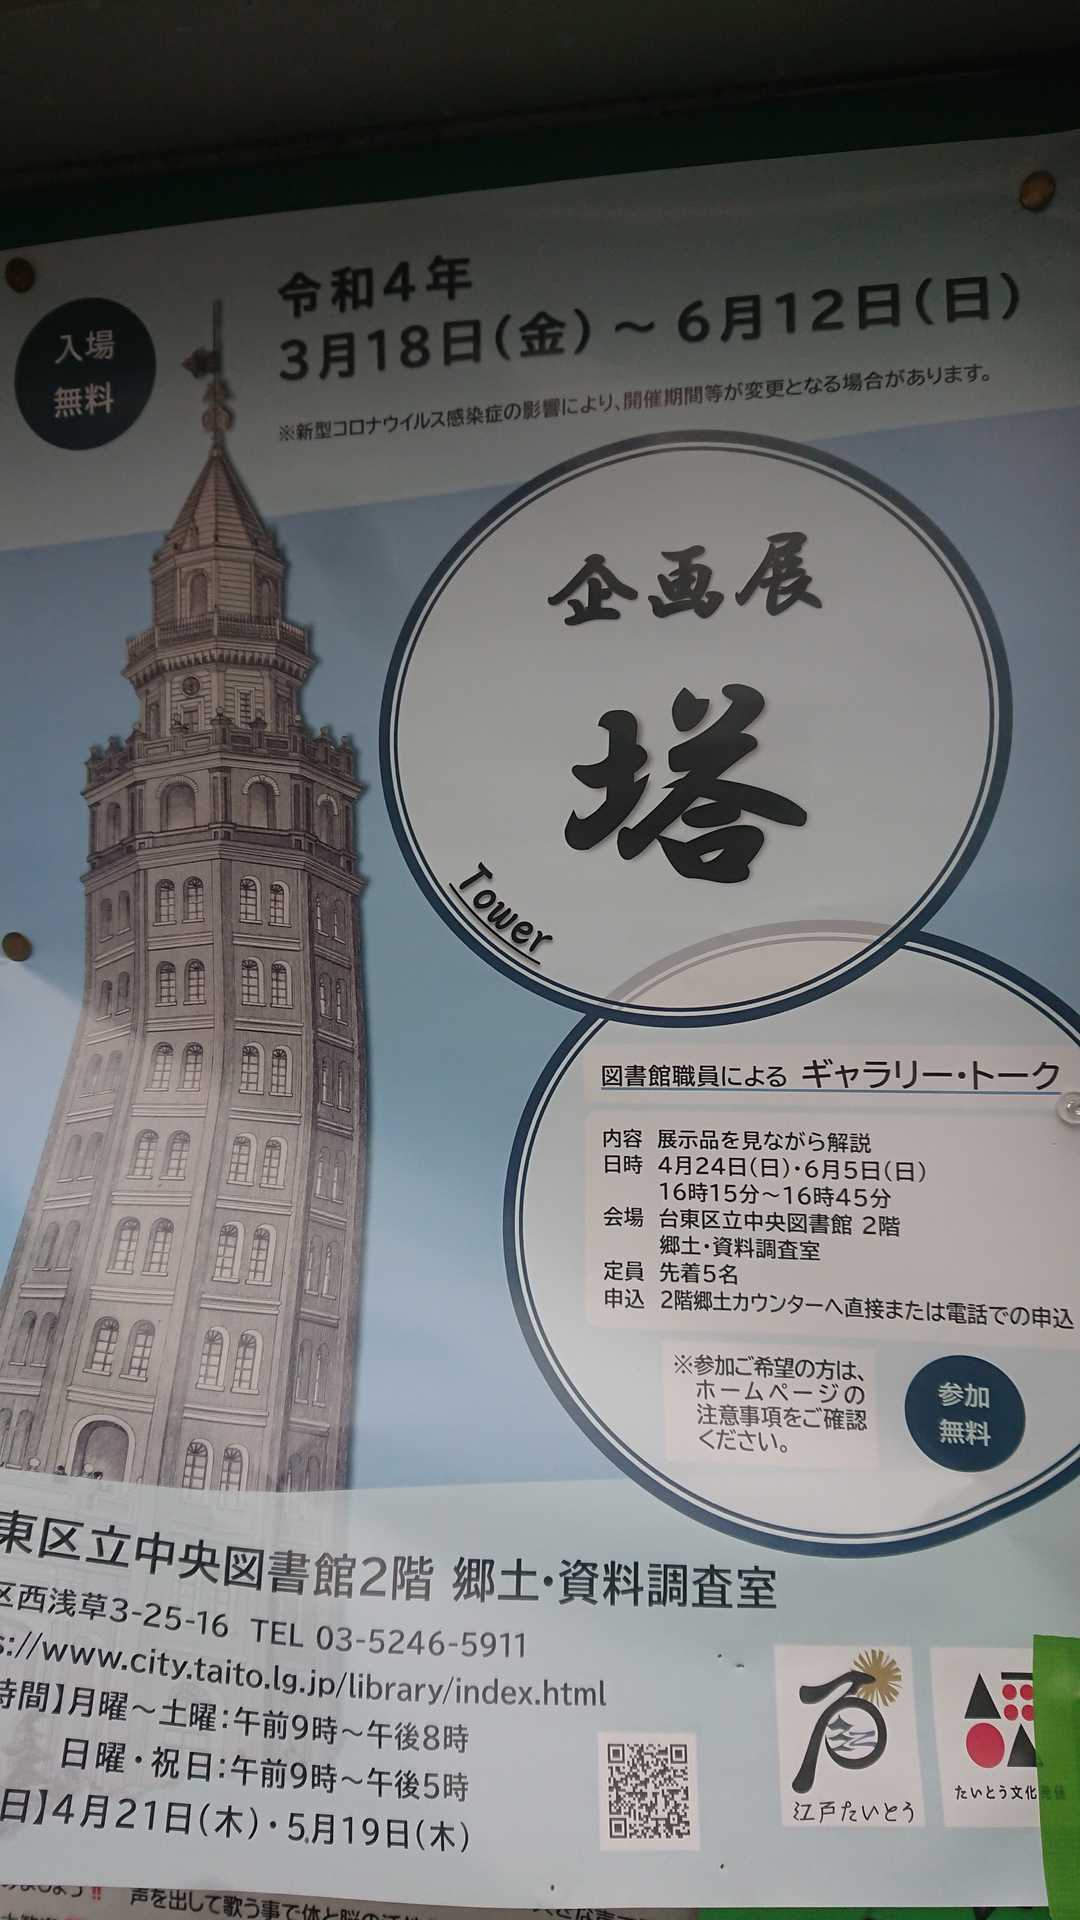 入場
無料
令和4年
3月18日(金)～6月12日(日)
※新型コロナウイルス感染症の影響により、開催期間等が変更となる場合があります。
企画展
塔
Tower
図書館職員による ギャラリー・トーク
内容 展示品を見ながら解説
日時 4月24日(日)・6月5日(日)
16時15分～16時45分
会場 台東区立中央図書館 2階
郷土・資料調査室
定員 先着5名
申込 2階郷土カウンターへ直接または電話での申込
※参加ご希望の方は、
ホームページの
注意事項をご確認
ください。
参加
無料
東区立中央図書館2階 郷土・資料調査室
区西浅草3-25-16 TEL 03-5246-5911
s://www.city.taito.lg.jp/library/index.html
時間】月曜～土曜：午前9時～午後8時
日曜・祝日：午前9時～午後5時
日】4月21日(木)・5月19日(木)
江戸たいとう
たいとう文化
声を出して歌う事で体と脳の